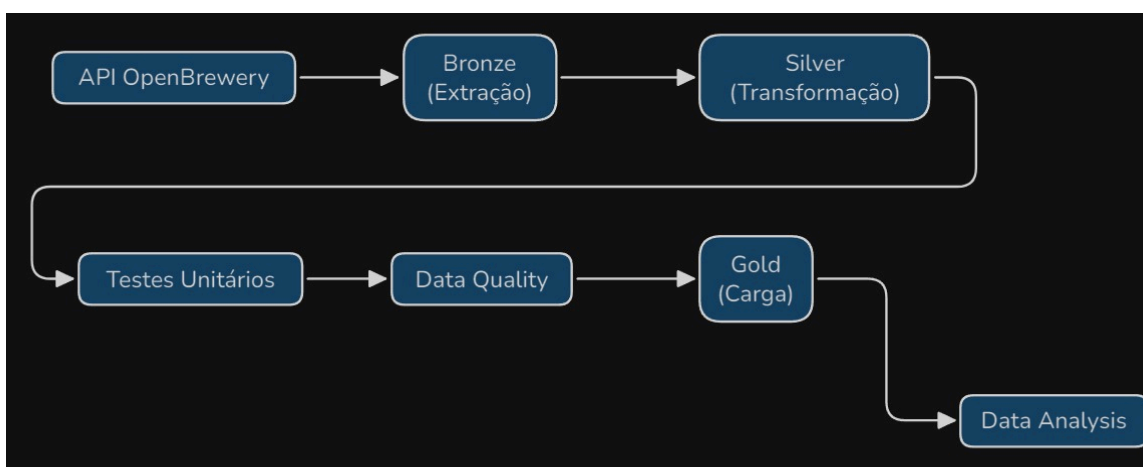 API OpenBrewery
Bronze
(Extração)
Silver
(Transformação)
Testes Unitários
Data Quality
Gold
(Carga)
Data Analysis